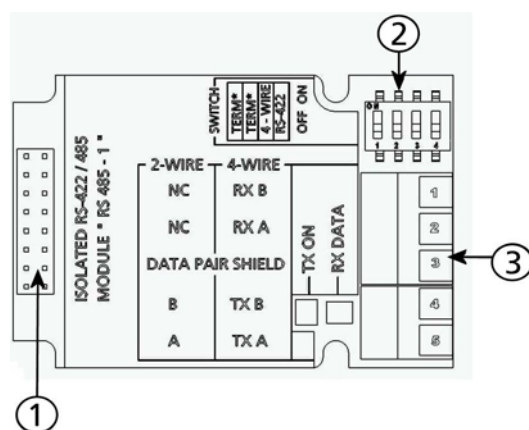 2
SWITCH
TERM*
TERM*
4 - WIRE
RS-422
OFF ON
ON
1 2 3 4
ISOLATED RS-422 / 485
MODULE " RS 485 - 1 "
2-WIRE 4-WIRE
NC RX B
NC RX A
DATA PAIR SHIELD
B TX B
A TX A
TX ON
RX DATA
1
2
3
4
5
3
1